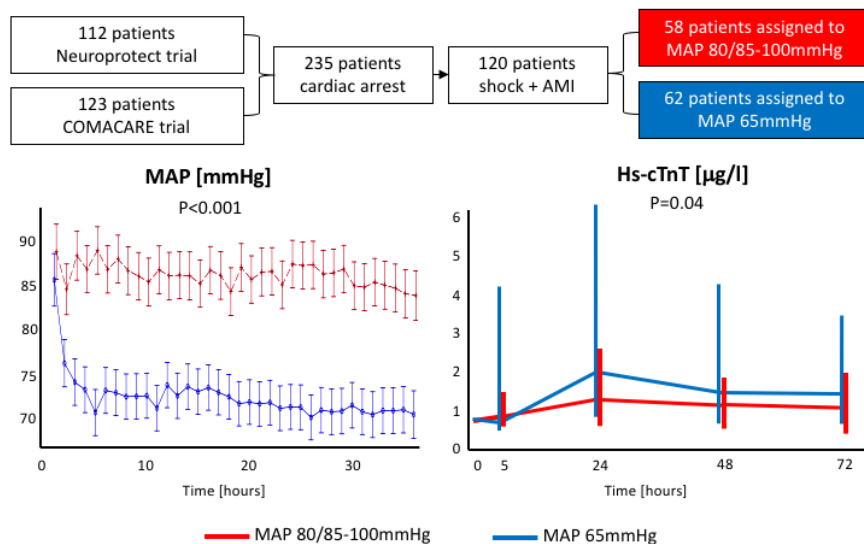 112 patients
Neuroprotect trial
123 patients
COMACARE trial
235 patients
cardiac arrest
120 patients
shock + AMI
58 patients assigned to
MAP 80/85-100mmHg
62 patients assigned to
MAP 65mmHg
MAP [mmHg]
P<0.001
90
85
80
75
70
0 10 20 30
Time [hours]
Hs-cTnT [µg/l]
P=0.04
6
5
4
3
2
1
0
0 5 24 48 72
Time [hours]
MAP 80/85-100mmHg MAP 65mmHg